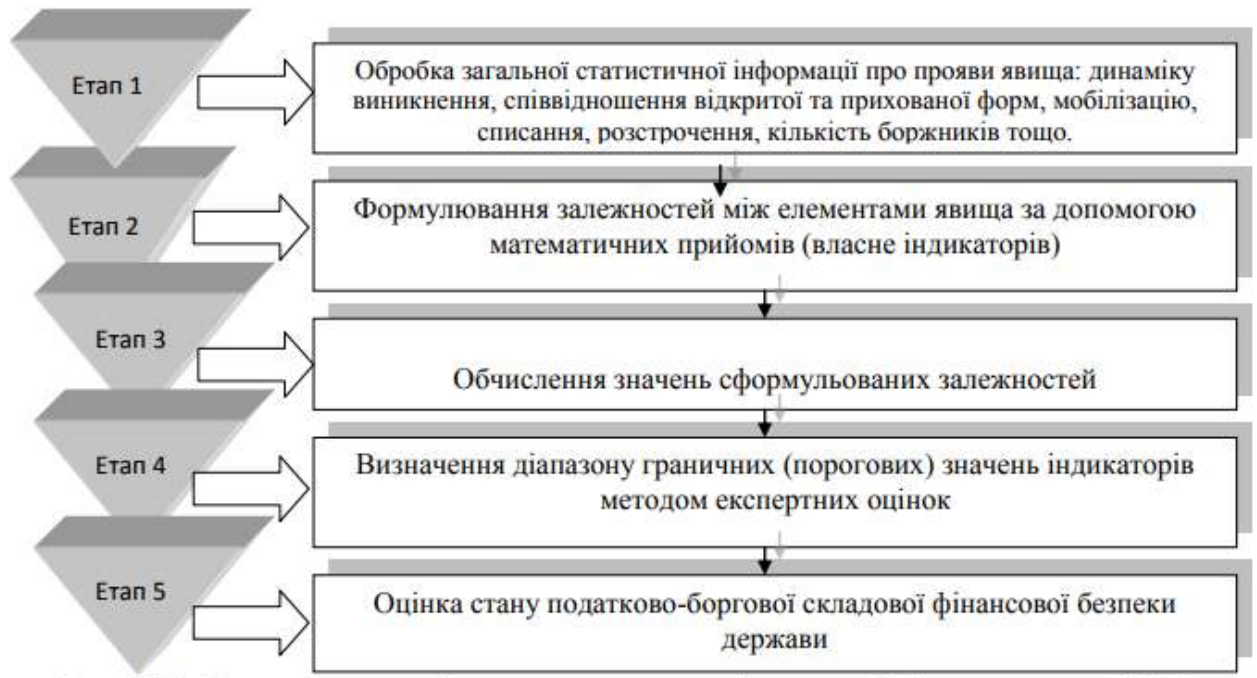 Етап 1
Обробка загальної статистичної інформації про прояви явища: динаміку
виникнення, співвідношення відкритої та прихованої форм, мобілізацію,
списання, розстрочення, кількість боржників тощо.
Етап 2
Формулювання залежностей між елементами явища за допомогою
математичних прийомів (власне індикаторів)
Етап 3
Обчислення значень сформульованих залежностей
Етап 4
Визначення діапазону граничних (порогових) значень індикаторів
методом експертних оцінок
Етап 5
Оцінка стану податково-боргової складової фінансової безпеки
держави